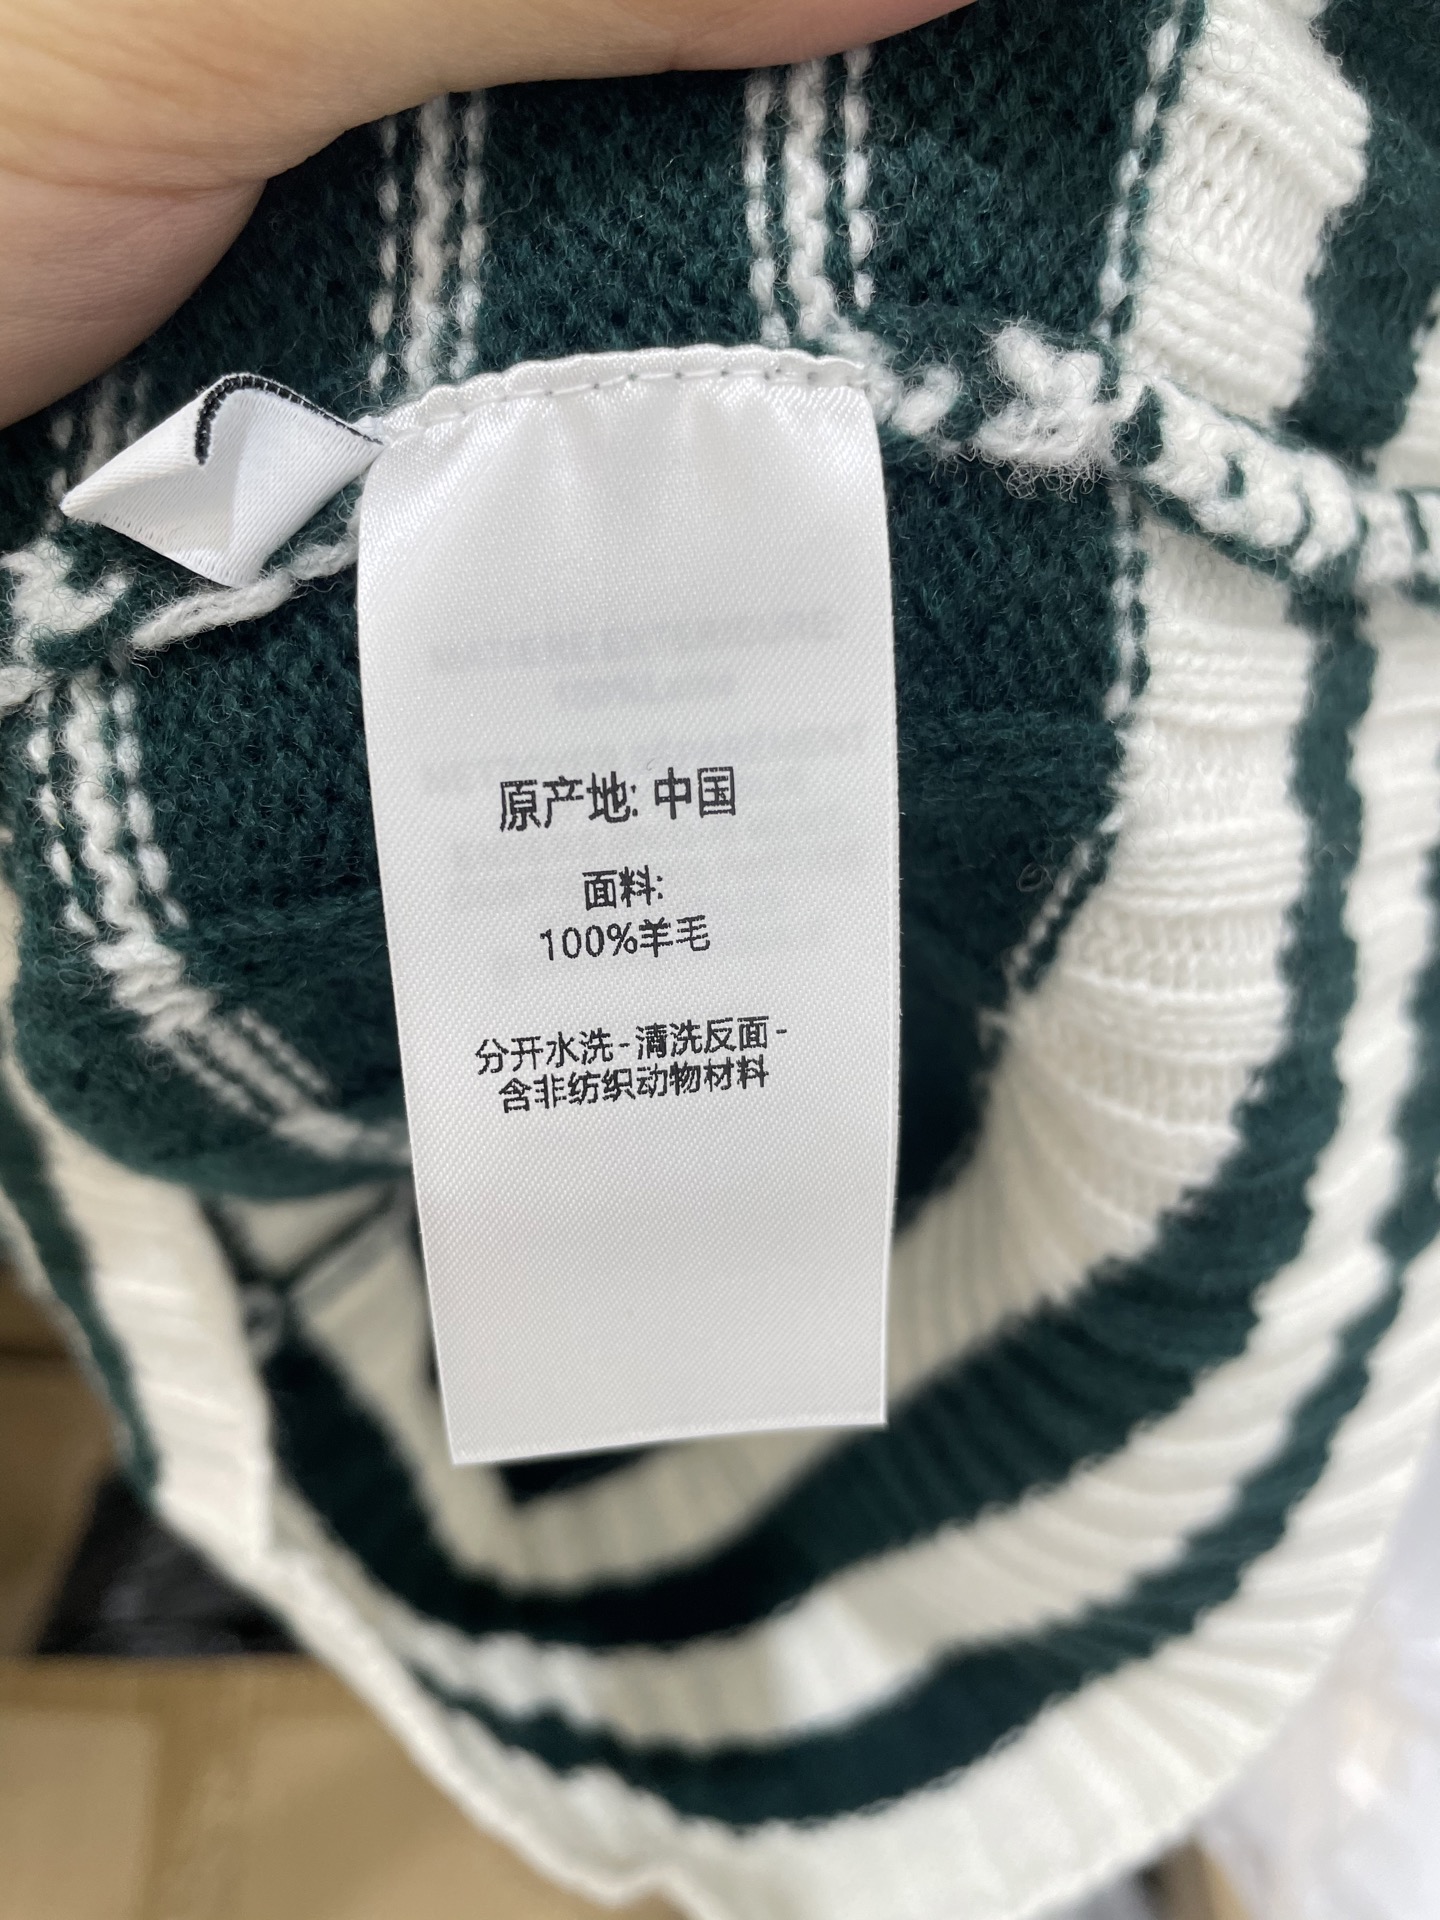 原产地: 中国
面料:
100%羊毛
分开水洗-清洗反面-
含非纺织动物材料